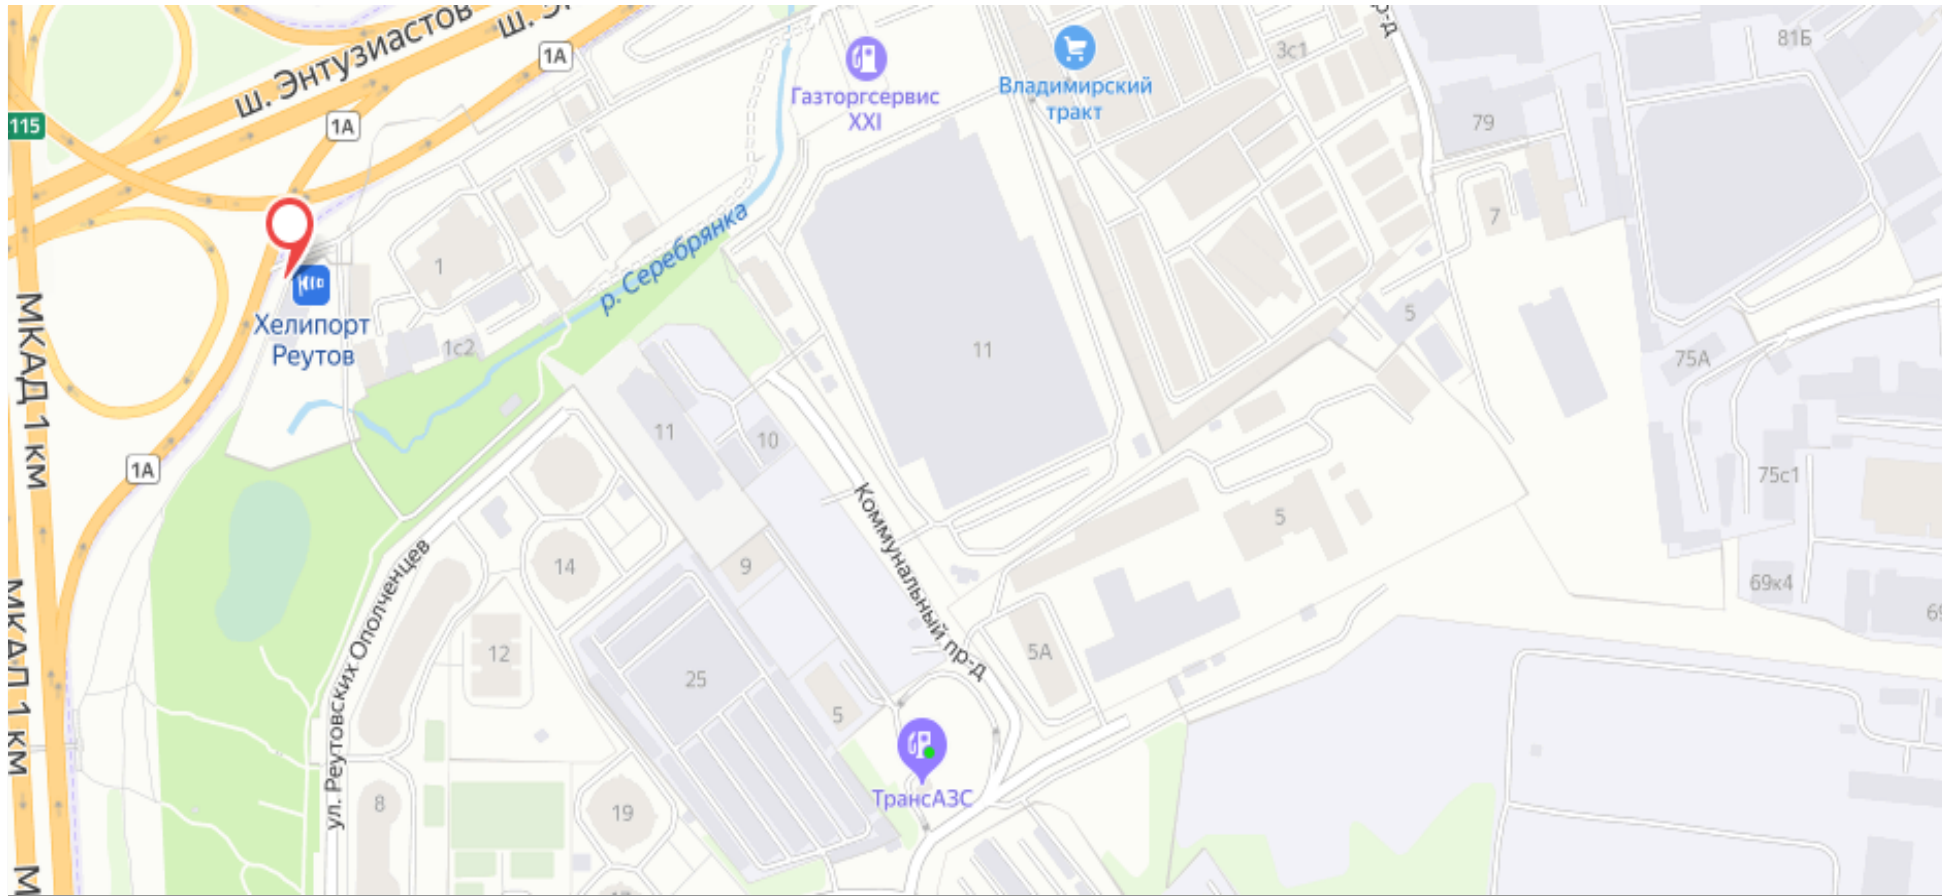 ш. Энтузиастов
ш. Э
1А
Газторгсервис
XXI
Владимирский
тракт
3с1
р-д
81Б
115
1А
79
7
р. Серебрянка
1
Хелипорт
Реутов
1с2
11
5
75А
МКАД 1 км
1А
11
10
75с1
5
Коммунальный пр-д
14
9
69к4
69
ул. Реутовских Ополченцев
12
25
5А
5
МКАД 1 км
ТрансАЗС
8
19
М